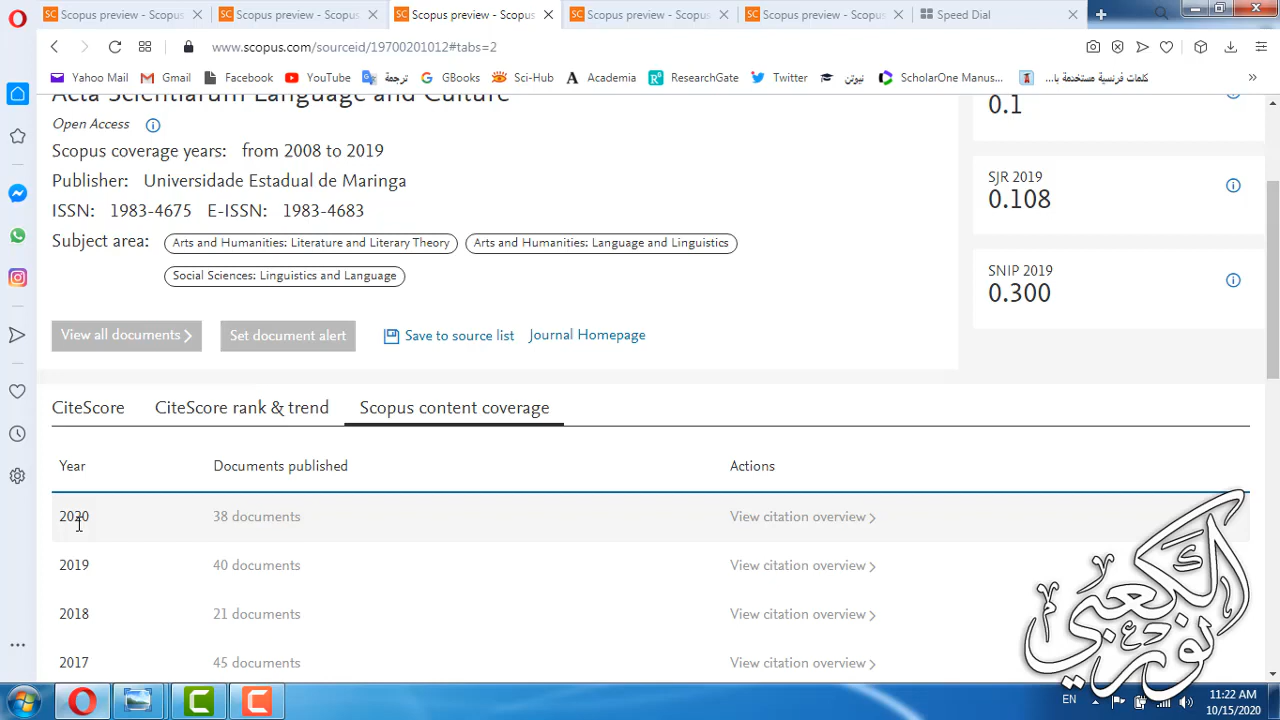 Scopus preview - Scopus
Scopus preview - Scopus
Scopus preview - Scopus
Scopus preview - Scopus
Scopus preview - Scopus
Speed Dial
www.scopus.com/sourceid/19700201012#tabs=2
Yahoo Mail
Gmail
Facebook
YouTube
ترجمة
GBooks
Sci-Hub
Academia
ResearchGate
Twitter
نيوتن
ScholarOne Manus...
كلمات فرنسية مستخدمة با...
Acta Scientiarum Language and Culture
Open Access
Scopus coverage years: from 2008 to 2019
Publisher: Universidade Estadual de Maringa
ISSN: 1983-4675 E-ISSN: 1983-4683
Subject area: Arts and Humanities: Literature and Literary Theory Arts and Humanities: Language and Linguistics
Social Sciences: Linguistics and Language
View all documents
Set document alert
Save to source list
Journal Homepage
0.1
SJR 2019
0.108
SNIP 2019
0.300
CiteScore
CiteScore rank & trend
Scopus content coverage
Year Documents published Actions
2020 38 documents View citation overview
2019 40 documents View citation overview
2018 21 documents View citation overview
2017 45 documents View citation overview
نوري الكعبي
EN
11:22 AM
10/15/2020